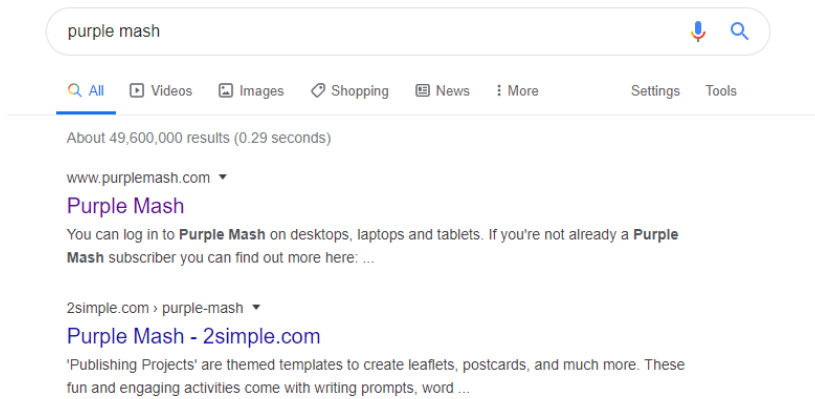 purple mash
All Videos Images Shopping News More Settings Tools
About 49,600,000 results (0.29 seconds)
www.purplemash.com
Purple Mash
You can log in to Purple Mash on desktops, laptops and tablets. If you're not already a Purple
Mash subscriber you can find out more here: ...
2simple.com › purple-mash
Purple Mash - 2simple.com
'Publishing Projects' are themed templates to create leaflets, postcards, and much more. These
fun and engaging activities come with writing prompts, word ...